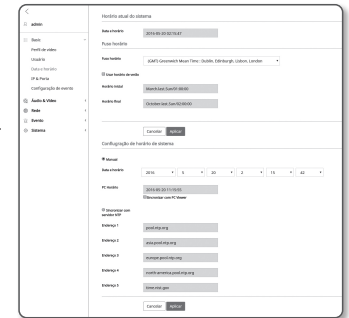 admin
Basic
Perfil de vídeo
Usuário
Data e horário
IP & Porta
Configuração de evento
Áudio & Vídeo
Rede
Evento
Sistema
Horário atual do sistema
Data e horário
2016-05-20 02:15:47
Fuso horário
Fuso horário
(GMT) Greenwich Mean Time : Dublin, Edinburgh, Lisbon, London
Usar horário de verão
Horário Inicial
March/last.Sun/01:00:00
Horário final
October/last.Sun/02:00:00
Cancelar Aplicar
Configuração de horário de sistema
Manual
Data e horário
2016 5 20 2 15 42
PC Horário
2016-05-20 11:16:03
Sincronizar com PC Viewer
Sincronizar com servidor NTP
Endereço 1
pool.ntp.org
Endereço 2
asia.pool.ntp.org
Endereço 3
europe.pool.ntp.org
Endereço 4
north-america.pool.ntp.org
Endereço 5
time.nist.gov
Cancelar Aplicar